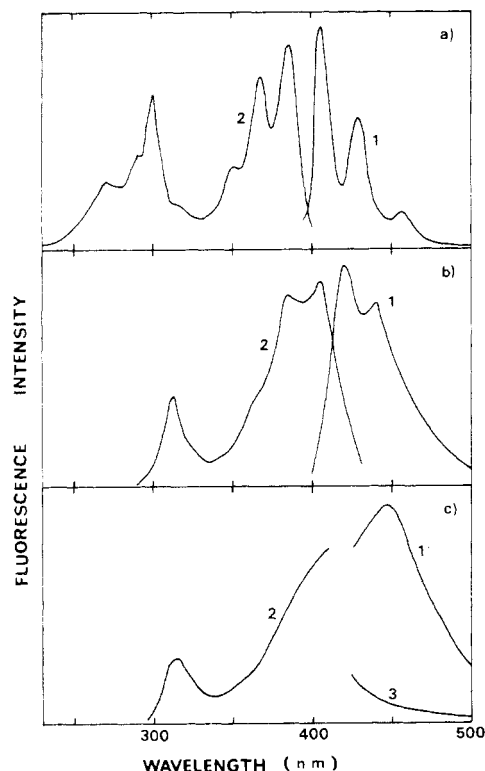 a)
2
1
b)
2
1
c)
2
1
3
300
400
500
FLUORESCENCE INTENSITY
WAVELENGTH (nm)